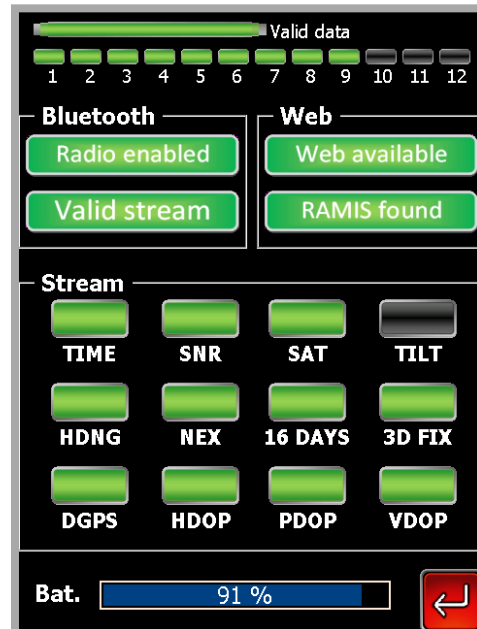 Valid data
1 2 3 4 5 6 7 8 9 10 11 12
Bluetooth
Radio enabled
Valid stream
Web
Web available
RAMIS found
Stream
TIME SNR SAT TILT
HDNG NEX 16 DAYS 3D FIX
DGPS HDOP PDOP VDOP
Bat. 91 %